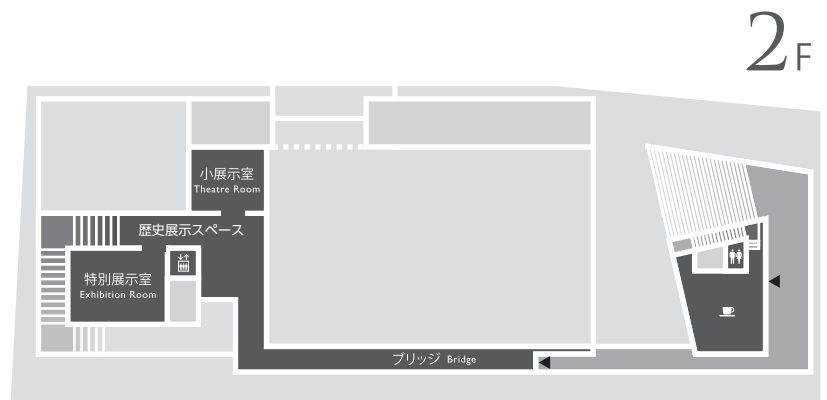 2F
小展示室
Theatre Room
歴史展示スペース
特別展示室
Exhibition Room
ブリッジ Bridge